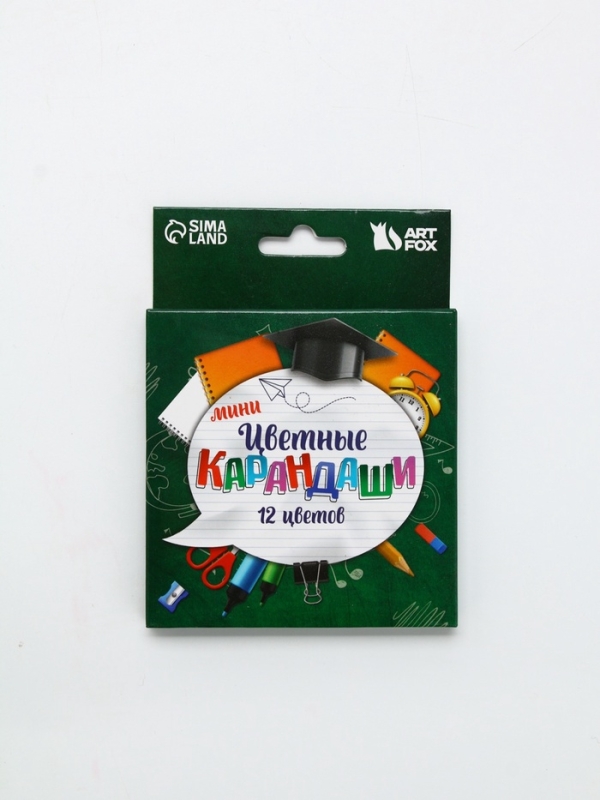 SIMA
LAND
ART
FOX
мини
Цветные
КАРАНДАШИ
12 цветов